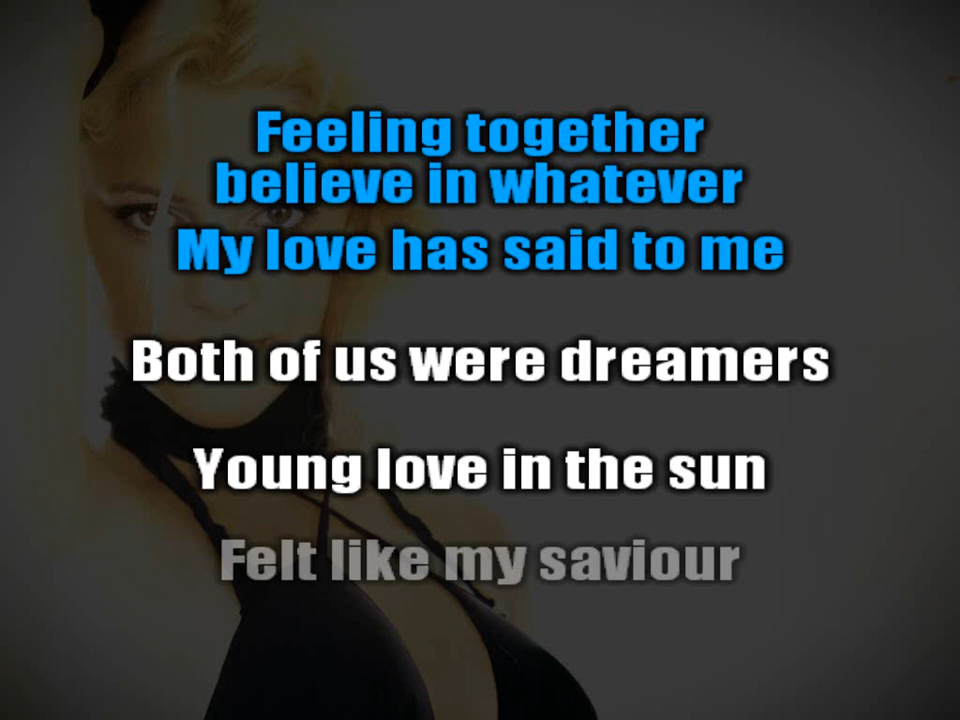 Feeling together
believe in whatever
My love has said to me
Both of us were dreamers
Young love in the sun
Felt like my saviour